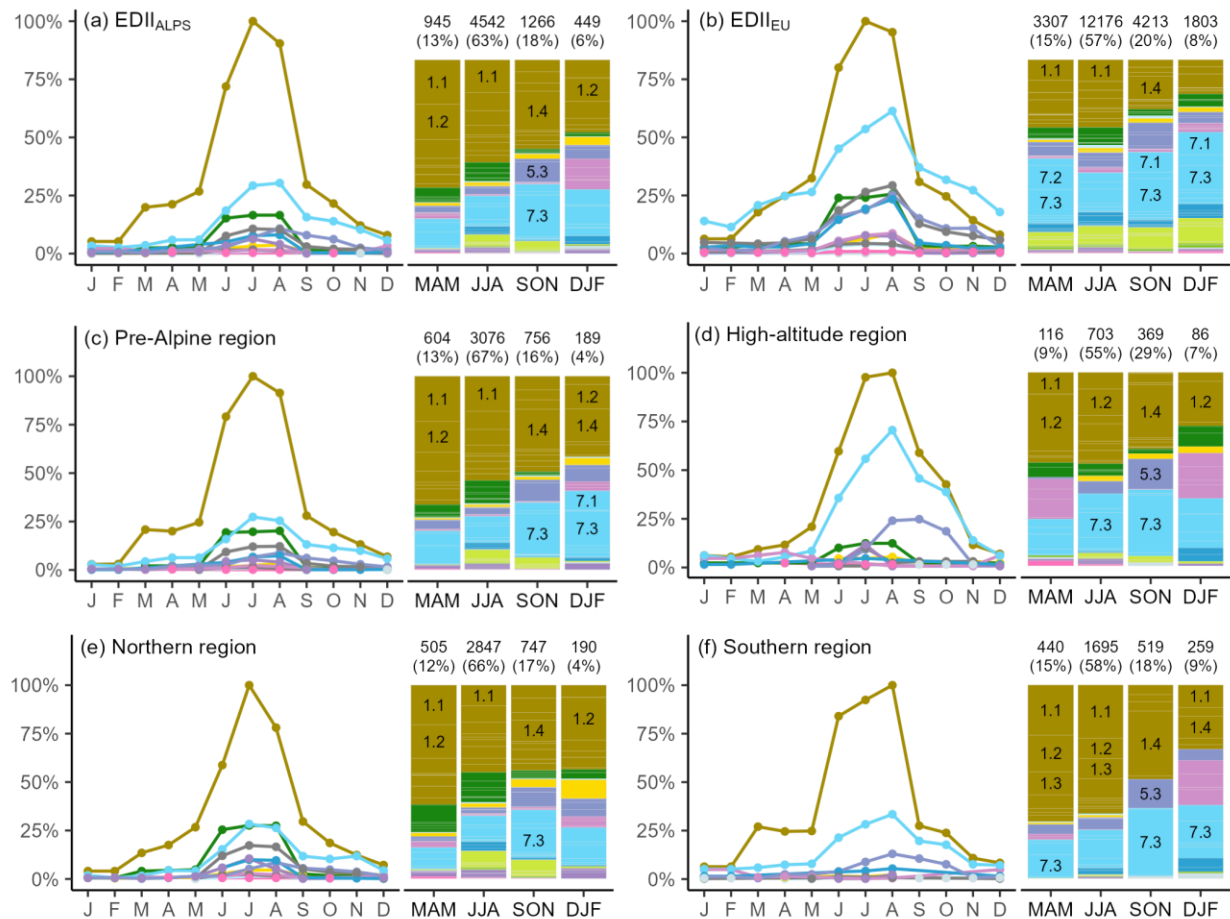 (a) EDII_ALPS
100%
75%
50%
25%
0%
J F M A M J J A S O N D
945 4542 1266 449
(13%) (63%) (18%) (6%)
1.1 1.1 1.2
1.2 1.4
5.3
7.3
MAM JJA SON DJF
(b) EDII_EU
100%
75%
50%
25%
0%
J F M A M J J A S O N D
3307 12176 4213 1803
(15%) (57%) (20%) (8%)
1.1 1.1 1.4
7.2 7.1 7.1
7.3 7.3 7.3
MAM JJA SON DJF
(c) Pre-Alpine region
100%
75%
50%
25%
0%
J F M A M J J A S O N D
604 3076 756 189
(13%) (67%) (16%) (4%)
1.1 1.1 1.2
1.2 1.4 1.4
7.1
7.3 7.3
MAM JJA SON DJF
(d) High-altitude region
100%
75%
50%
25%
0%
J F M A M J J A S O N D
116 703 369 86
(9%) (55%) (29%) (7%)
1.1 1.2 1.4 1.2
1.2
5.3
7.3 7.3
MAM JJA SON DJF
(e) Northern region
100%
75%
50%
25%
0%
J F M A M J J A S O N D
505 2847 747 190
(12%) (66%) (17%) (4%)
1.1 1.1 1.2
1.2 1.4
7.3
MAM JJA SON DJF
(f) Southern region
100%
75%
50%
25%
0%
J F M A M J J A S O N D
440 1695 519 259
(15%) (58%) (18%) (9%)
1.1 1.1 1.1
1.2 1.2 1.4 1.4
1.3 1.3
5.3
7.3 7.3 7.3
MAM JJA SON DJF